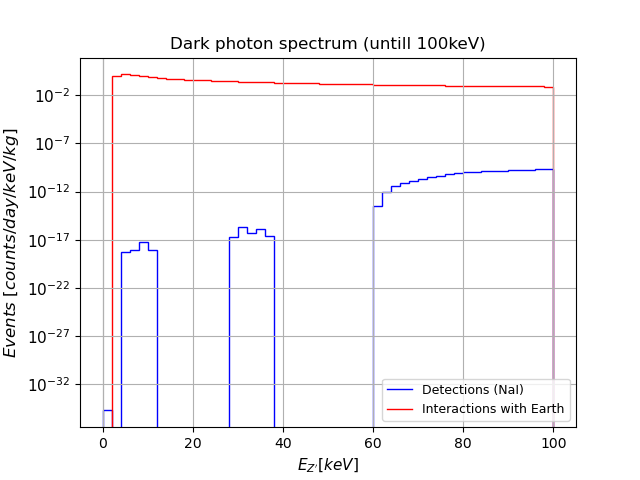 Dark photon spectrum (untill 100keV)
Events [counts/day/keV/kg]
10^{-2}
10^{-7}
10^{-12}
10^{-17}
10^{-22}
10^{-27}
10^{-32}
0 20 40 60 80 100
E_{Z'}[keV]
Detections (NaI)
Interactions with Earth